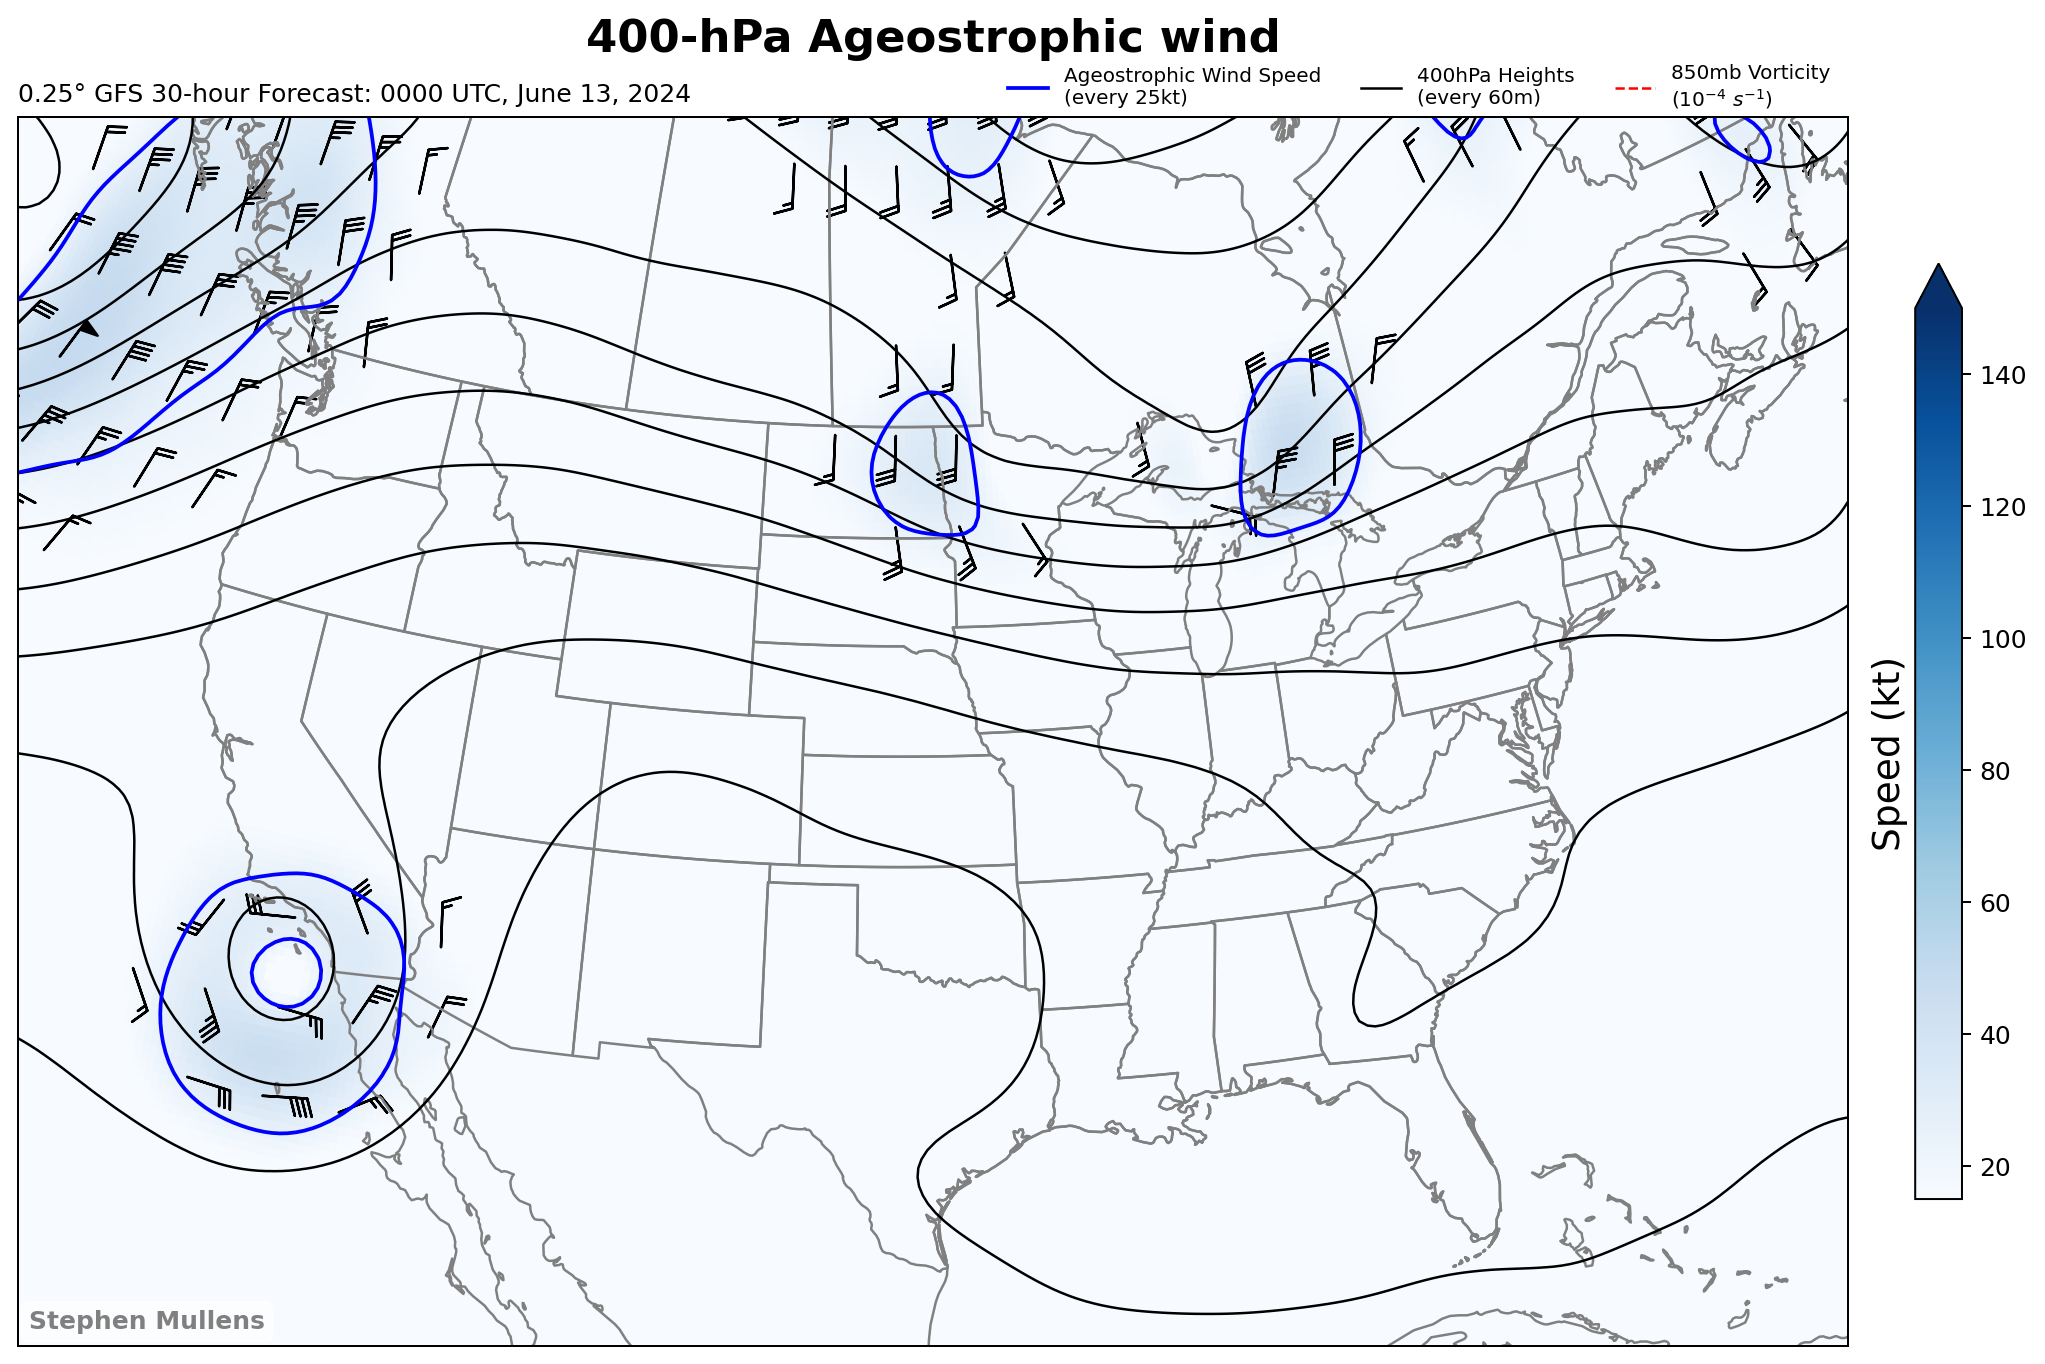 400-hPa Ageostrophic wind
0.25° GFS 30-hour Forecast: 0000 UTC, June 13, 2024
Ageostrophic Wind Speed
(every 25kt)
400hPa Heights
(every 60m)
850mb Vorticity
(10⁻⁴ s⁻¹)
140
120
100
80
60
40
20
Speed (kt)
Stephen Mullens